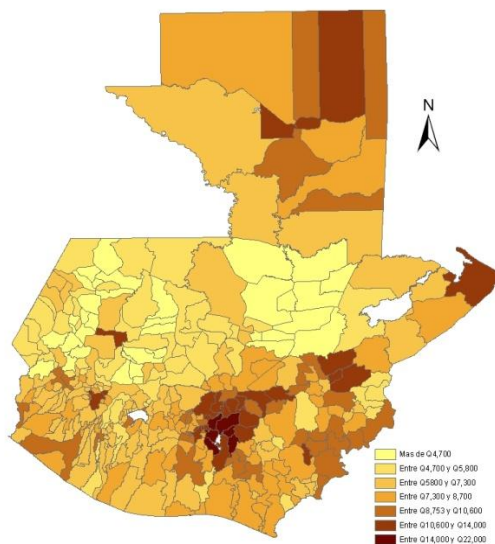 N
Mas de Q4,700
Entre Q4,700 y Q5,800
Entre Q5800 y Q7,300
Entre Q7,300 y 8,700
Entre Q8,753 y Q10,600
Entre Q10,600 y Q14,000
Entre Q14,000 y Q22,000